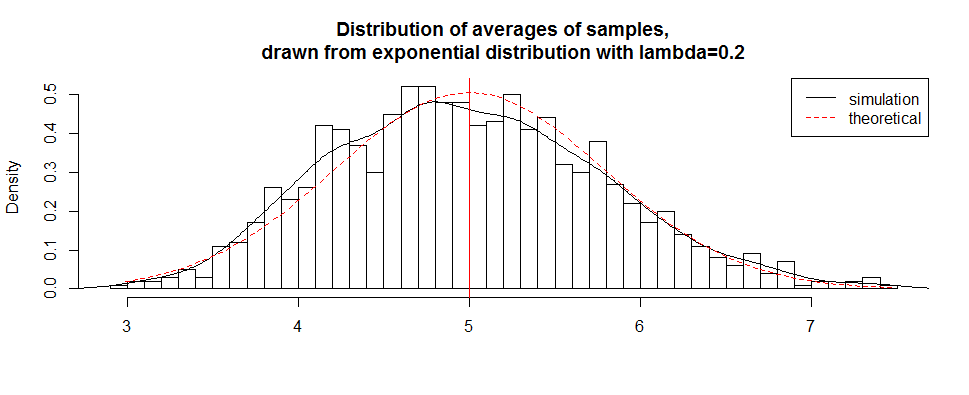 Distribution of averages of samples,
drawn from exponential distribution with lambda=0.2
simulation
theoretical
Density
0.5
0.4
0.3
0.2
0.1
0.0
3 4 5 6 7